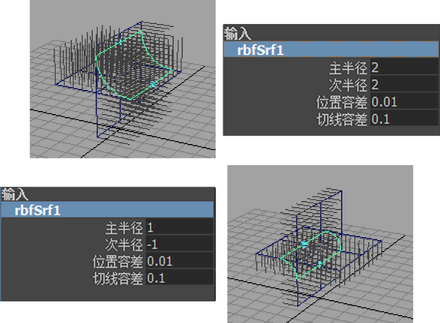 输入
rbfSrf1
主半径 2
次半径 2
位置容差 0.01
切线容差 0.1
输入
rbfSrf1
主半径 1
次半径 -1
位置容差 0.01
切线容差 0.1